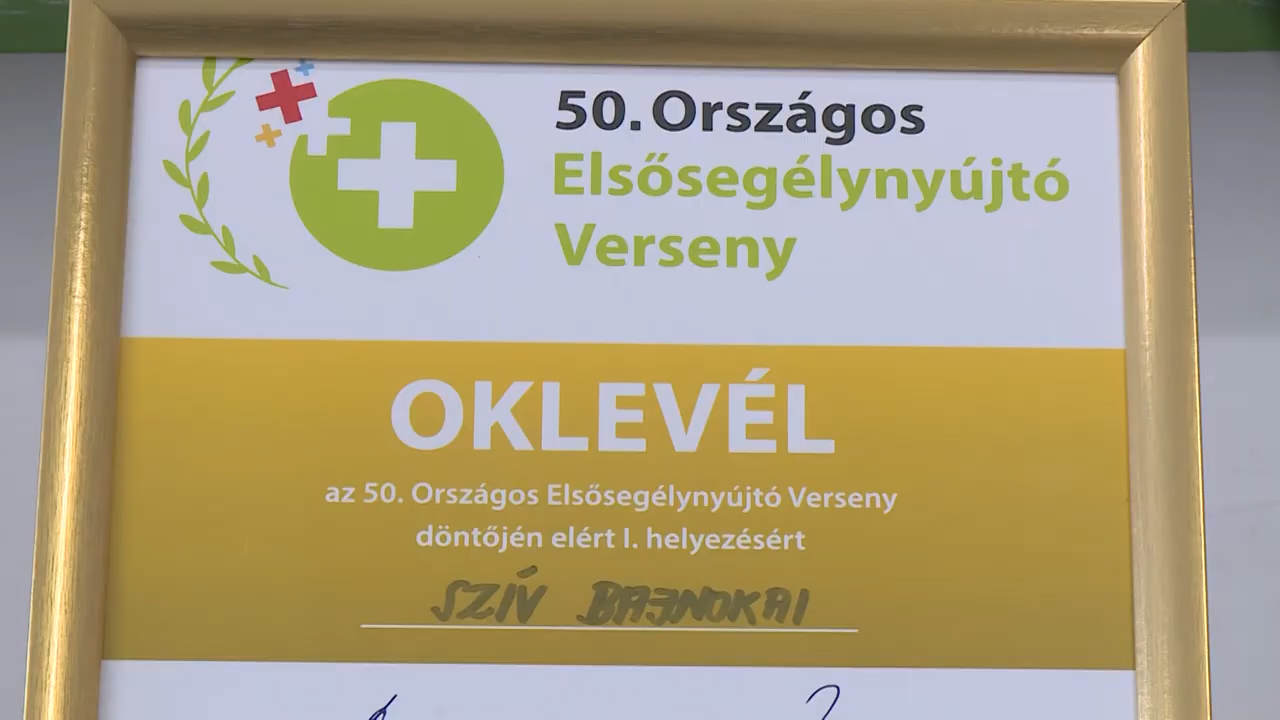 50. Országos
Elsősegélynyújtó
Verseny
OKLEVÉL
az 50. Országos Elsősegélynyújtó Verseny
döntőjén elért I. helyezésért
SZÍV BAJNOKAI